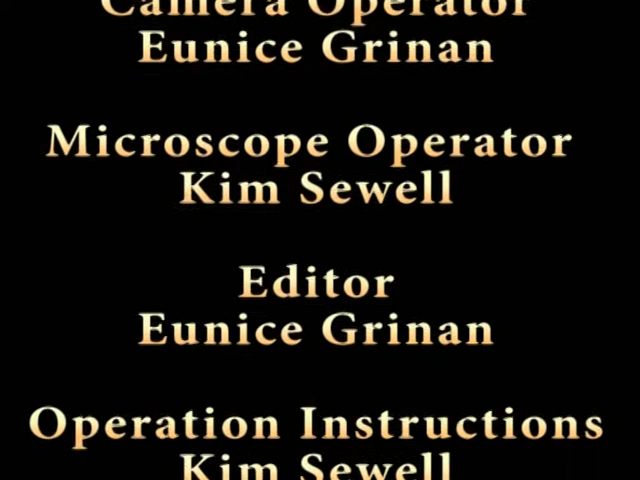 Camera Operator
Eunice Grinan
Microscope Operator
Kim Sewell
Editor
Eunice Grinan
Operation Instructions
Kim Sewell